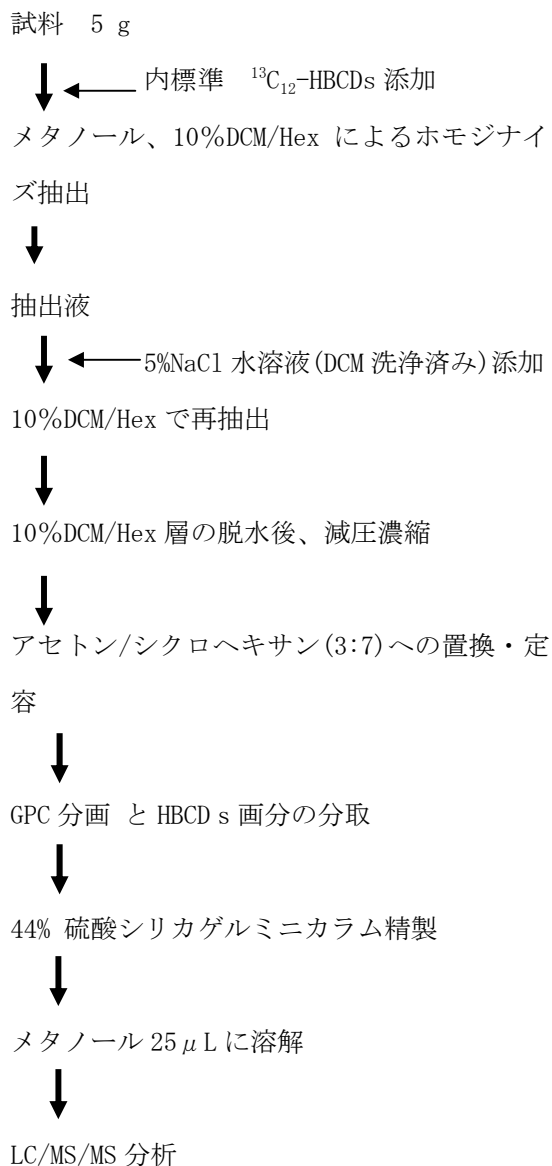 試料　5 g
内標準　¹³C₁₂-HBCDs 添加
メタノール、10％DCM/Hex によるホモジナイ
ズ抽出
抽出液
5%NaCl 水溶液(DCM 洗浄済み)添加
10％DCM/Hex で再抽出
10％DCM/Hex 層の脱水後、減圧濃縮
アセトン/シクロヘキサン(3:7)への置換・定
容
GPC 分画 と HBCDｓ画分の分取
44% 硫酸シリカゲルミニカラム精製
メタノール 25μL に溶解
LC/MS/MS 分析